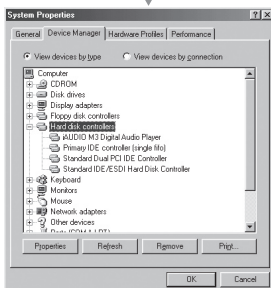 System Properties
General Device Manager Hardware Profiles Performance
View devices by type View devices by connection
Computer
CDROM
Disk drives
Display adapters
Floppy disk controllers
Hard disk controllers
iAUDIO M3 Digital Audio Player
Primary IDE controller (single fifo)
Standard Dual PCI IDE Controller
Standard IDE/ESDI Hard Disk Controller
Keyboard
Monitors
Mouse
Network adapters
Other devices
Properties Refresh Remove Print...
OK Cancel